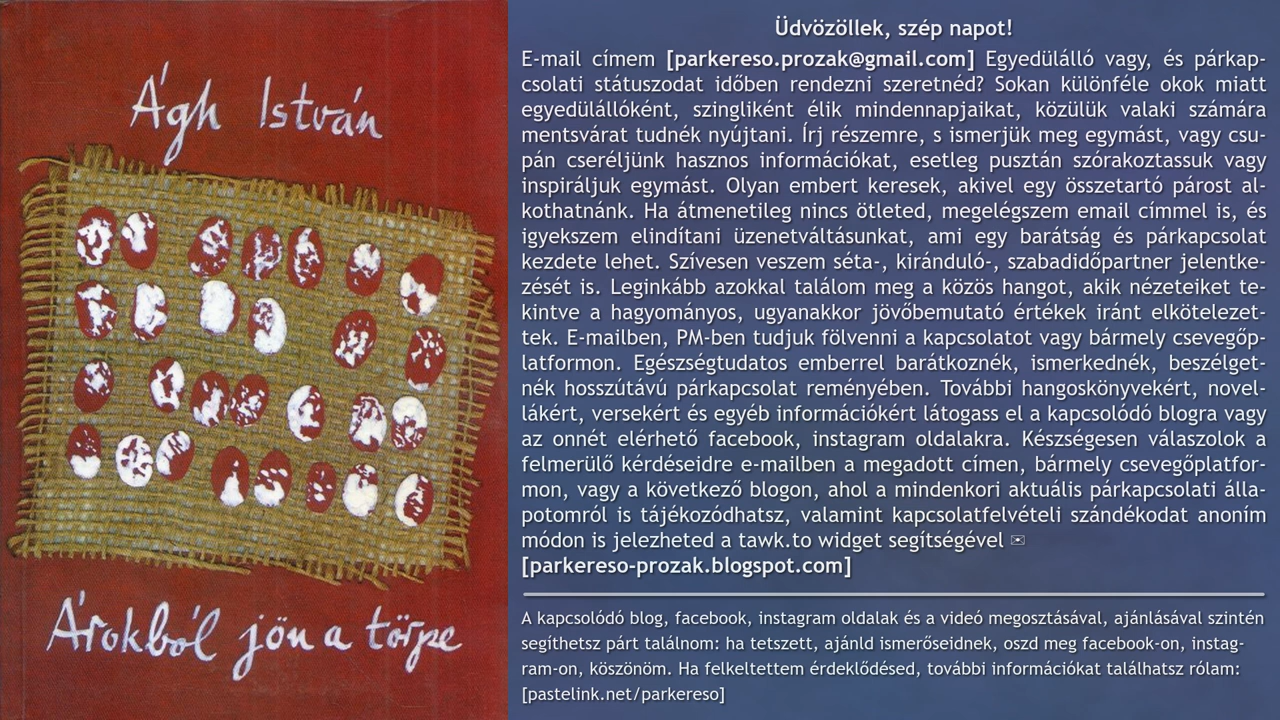 Ágh István
Árokból jön a törpe
Üdvözöllek, szép napot!
E-mail címem [parkereso.prozak@gmail.com] Egyedülálló vagy, és párkap-
csolati státuszodat időben rendezni szeretnéd? Sokan különféle okok miatt
egyedülállóként, szingliként élik mindennapjaikat, közülük valaki számára
mentsvárat tudnék nyújtani. Írj részemre, s ismerjük meg egymást, vagy csu-
pán cseréljünk hasznos információkat, esetleg pusztán szórakoztassuk vagy
inspiráljuk egymást. Olyan embert keresek, akivel egy összetartó párost al-
kothatnánk. Ha átmenetileg nincs ötleted, megelégszem email címmel is, és
igyekszem elindítani üzenetváltásunkat, ami egy barátság és párkapcsolat
kezdete lehet. Szívesen veszem séta-, kiránduló-, szabadidőpartner jelentke-
zését is. Leginkább azokkal találom meg a közös hangot, akik nézeteiket te-
kintve a hagyományos, ugyanakkor jövőbemutató értékek iránt elkötelezet-
tek. E-mailben, PM-ben tudjuk fölvenni a kapcsolatot vagy bármely csevegőp-
latformon. Egészségtudatos emberrel barátkoznék, ismerkednék, beszélget-
nék hosszútávú párkapcsolat reményében. További hangoskönyvekért, novel-
lákért, versekért és egyéb információkért látogass el a kapcsolódó blogra vagy
az onnét elérhető facebook, instagram oldalakra. Készségesen válaszolok a
felmerülő kérdéseidre e-mailben a megadott címen, bármely csevegőplatfor-
mon, vagy a következő blogon, ahol a mindenkori aktuális párkapcsolati álla-
potomról is tájékozódhatsz, valamint kapcsolatfelvételi szándékodat anoním
módon is jelezheted a tawk.to widget segítségével ✉
[parkereso-prozak.blogspot.com]
A kapcsolódó blog, facebook, instagram oldalak és a videó megosztásával, ajánlásával szintén
segíthetsz párt találnom: ha tetszett, ajánld ismerőseidnek, oszd meg facebook-on, instag-
ram-on, köszönöm. Ha felkeltettem érdeklődésed, további információkat találhatsz rólam:
[pastelink.net/parkereso]